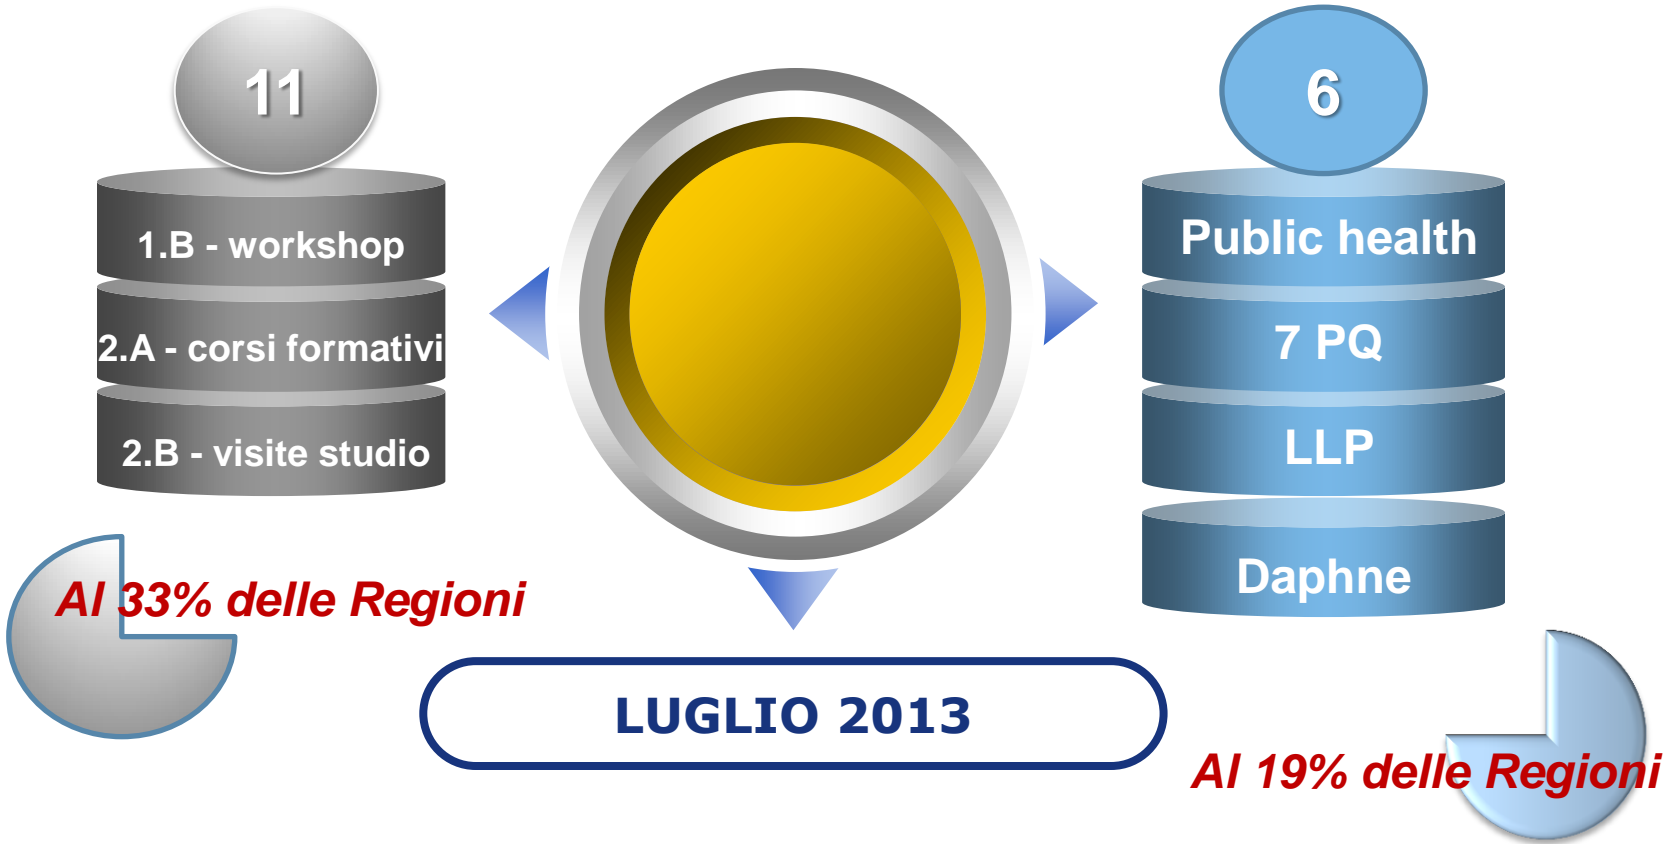 11
1.B - workshop
2.A - corsi formativi
2.B - visite studio
Al 33% delle Regioni
6
Public health
7 PQ
LLP
Daphne
Al 19% delle Regioni
LUGLIO 2013